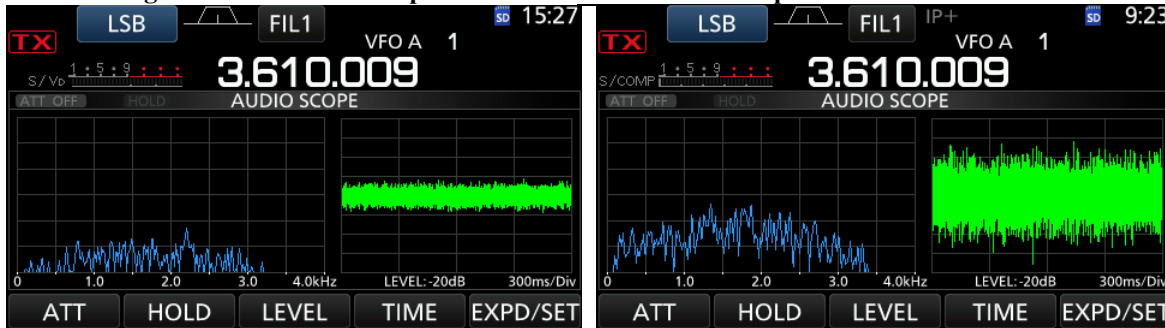 LSB FIL1 SD 15:27
TX VFO A 1
S/VD 1 5 9 3.610.009
ATT OFF HOLD AUDIO SCOPE
0 1.0 2.0 3.0 4.0kHz LEVEL:-20dB 300ms/Div
ATT HOLD LEVEL TIME EXPD/SET
LSB FIL1 IP+ SD 9:23
TX VFO A 1
S/COMP 1 5 9 3.610.009
ATT OFF HOLD AUDIO SCOPE
0 1.0 2.0 3.0 4.0kHz LEVEL:-20dB 300ms/Div
ATT HOLD LEVEL TIME EXPD/SET